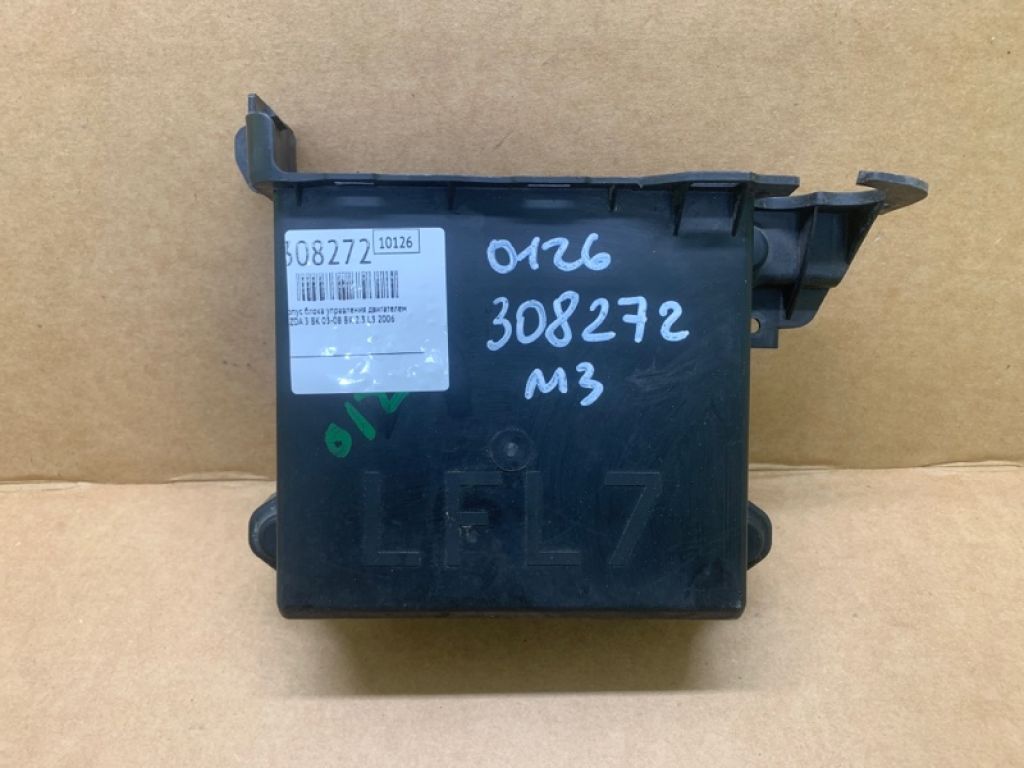 308272 10126
орпус блока управления двигателем
ZDA 3 BK 03-08 BK 2.3 L3 2006
0126
308272
M3
012
LFL7